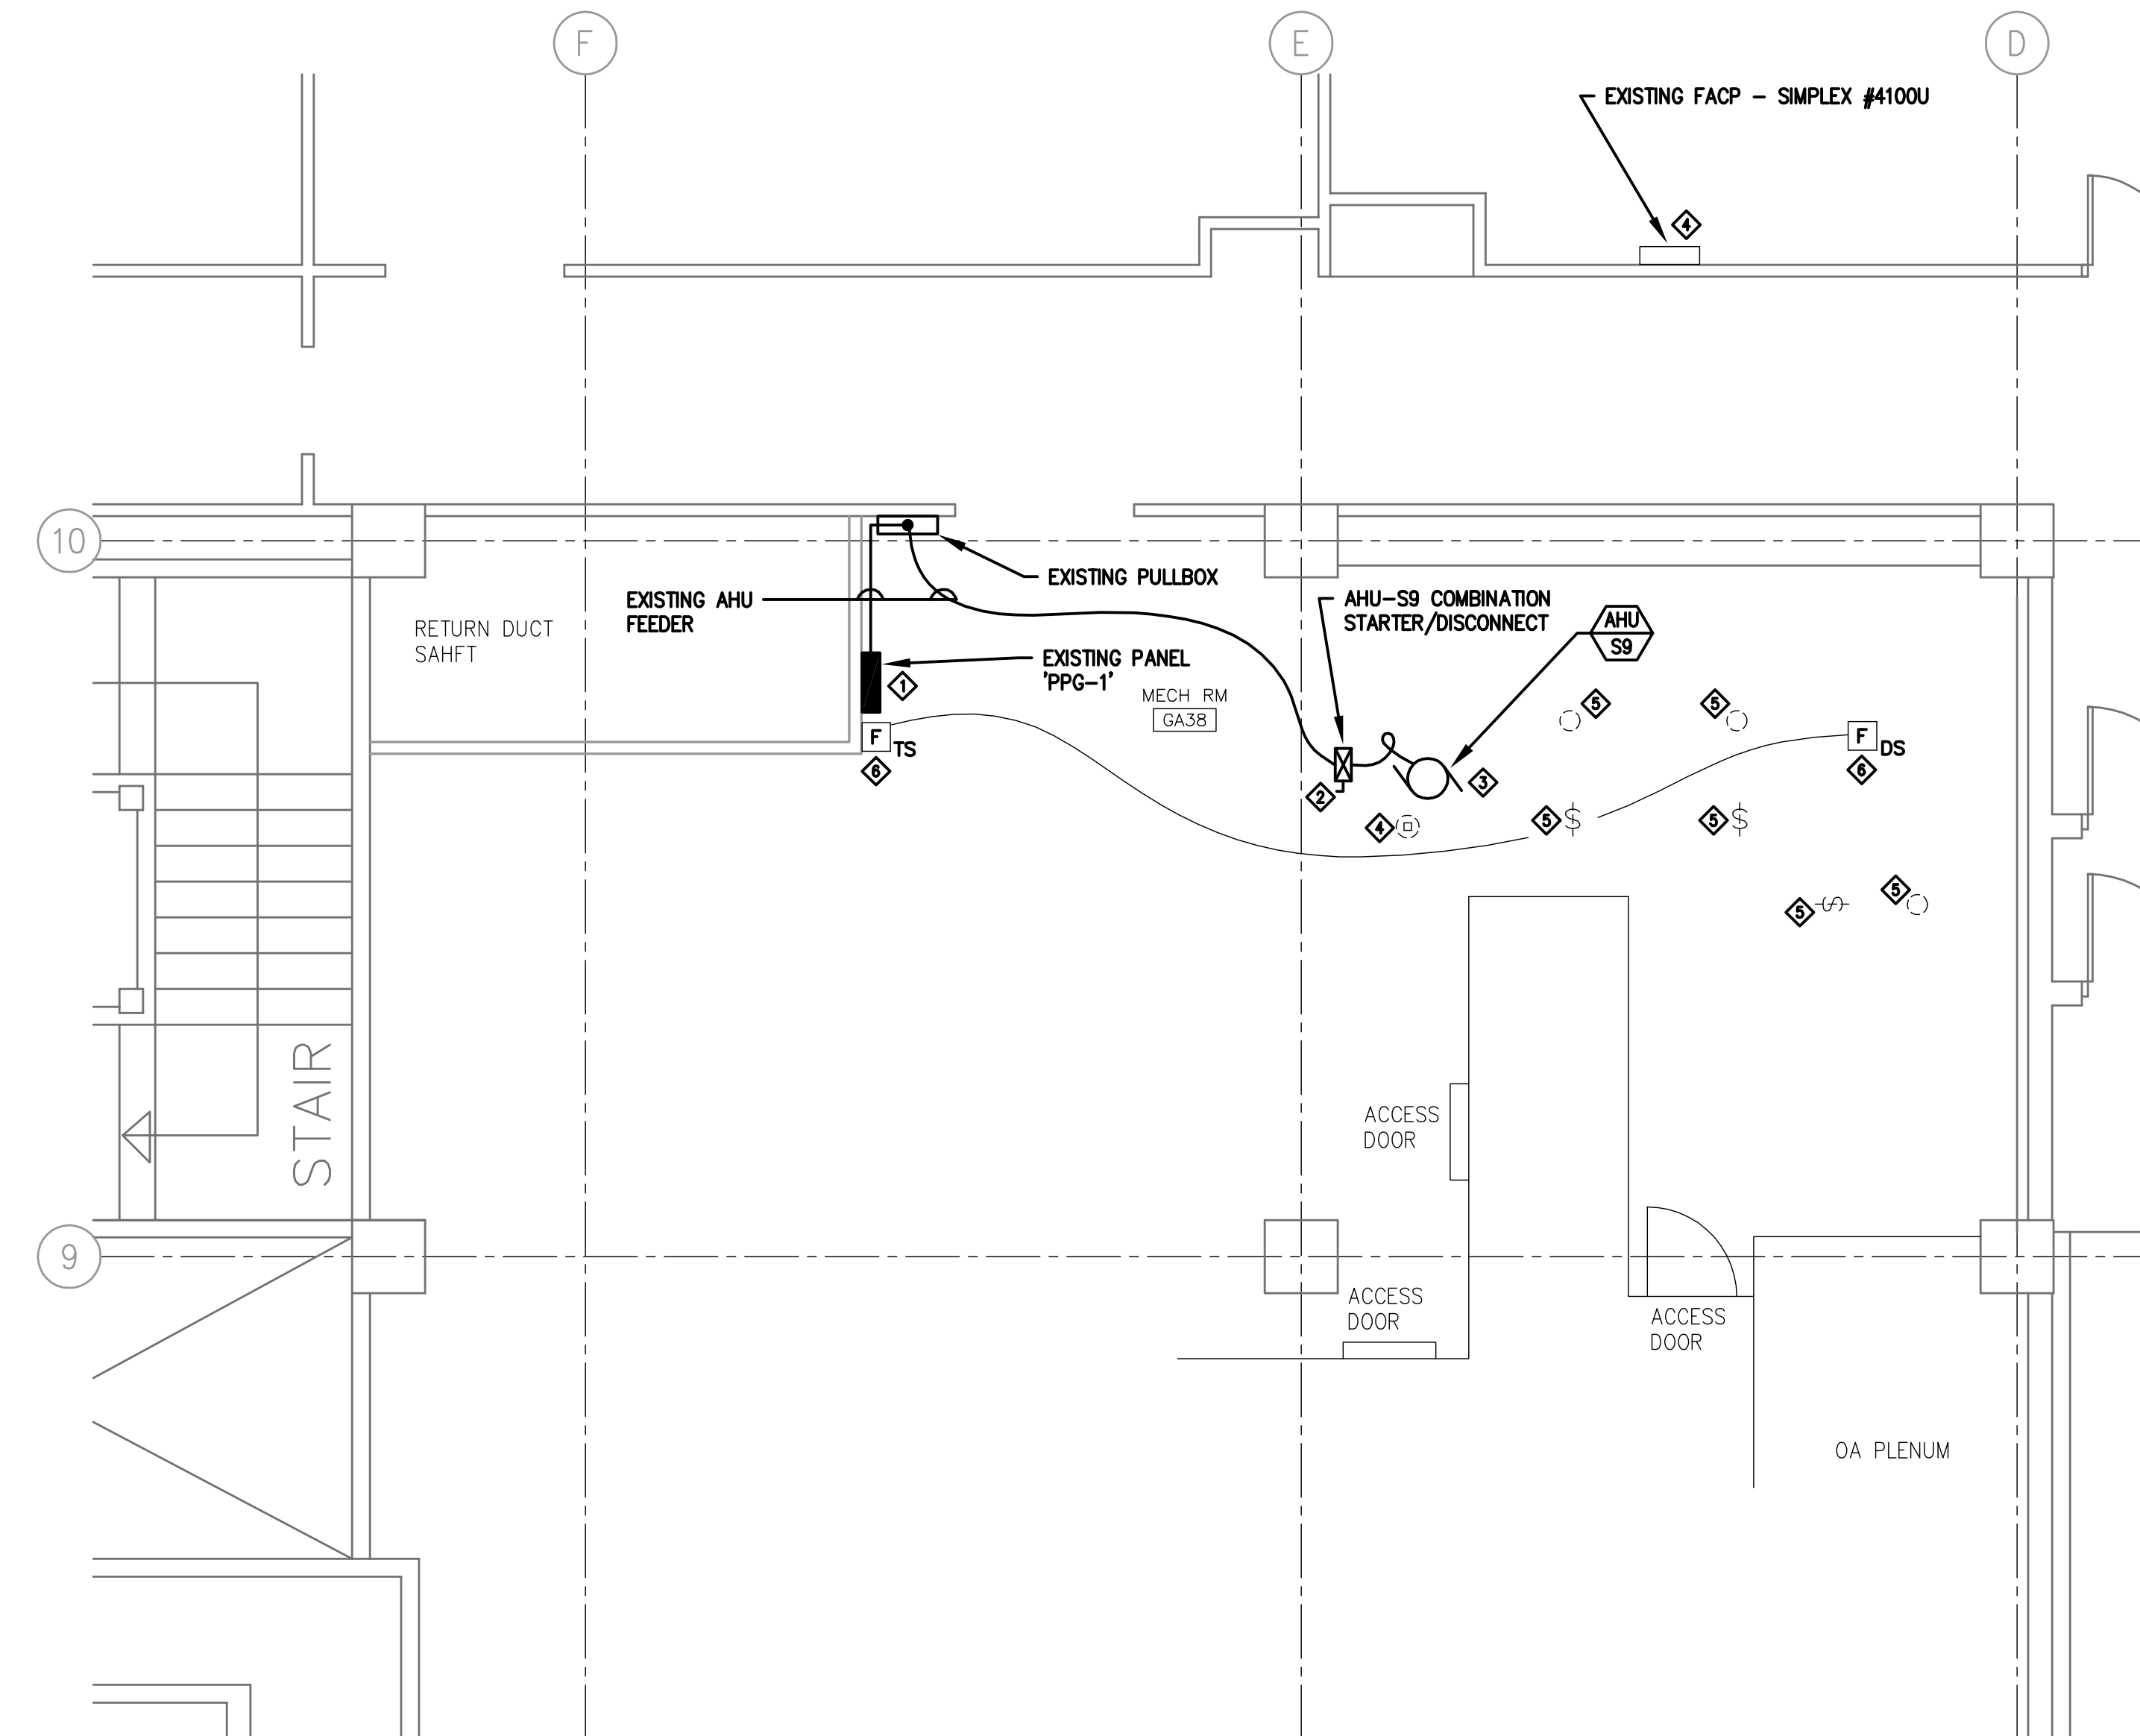 F
E
D
EXISTING FACP - SIMPLEX #4100U
4
10
EXISTING PULLBOX
EXISTING AHU
FEEDER
AHU-S9 COMBINATION
STARTER/DISCONNECT
AHU
S9
RETURN DUCT
SAHFT
EXISTING PANEL
'PPG-1'
1
MECH RM
GA38
5
5
F
TS
6
F
DS
6
2
3
4
5
$
5
$
5
$
5
STAIR
ACCESS
DOOR
9
ACCESS
DOOR
ACCESS
DOOR
OA PLENUM